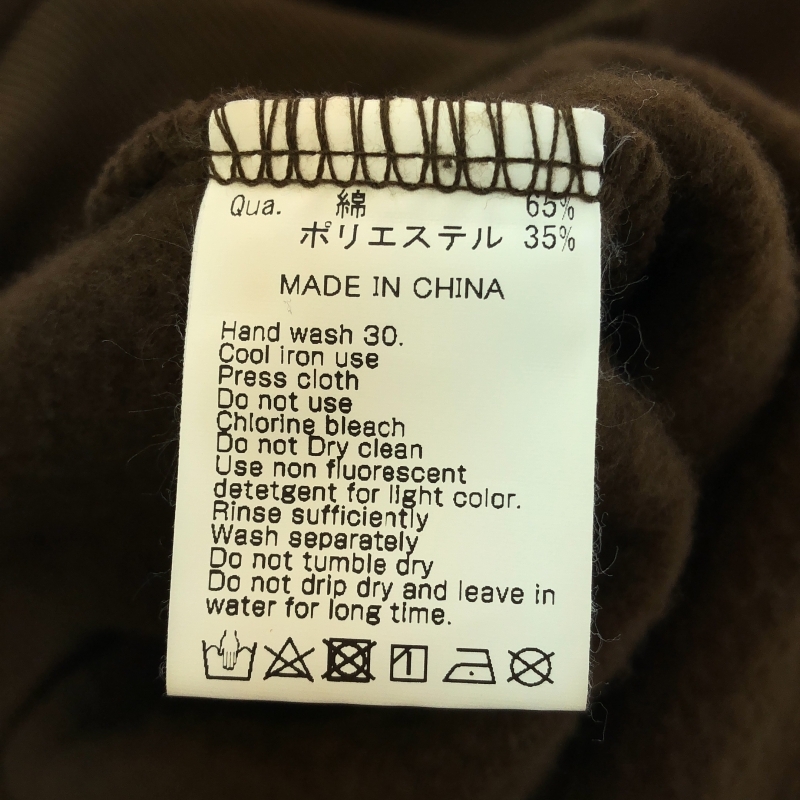 Qua. 綿 65%
ポリエステル 35%
MADE IN CHINA
Hand wash 30.
Cool iron use
Press cloth
Do not use
Chlorine bleach
Do not Dry clean
Use non fluorescent
detetgent for light color.
Rinse sufficiently
Wash separately
Do not tumble dry
Do not drip dry and leave in
water for long time.